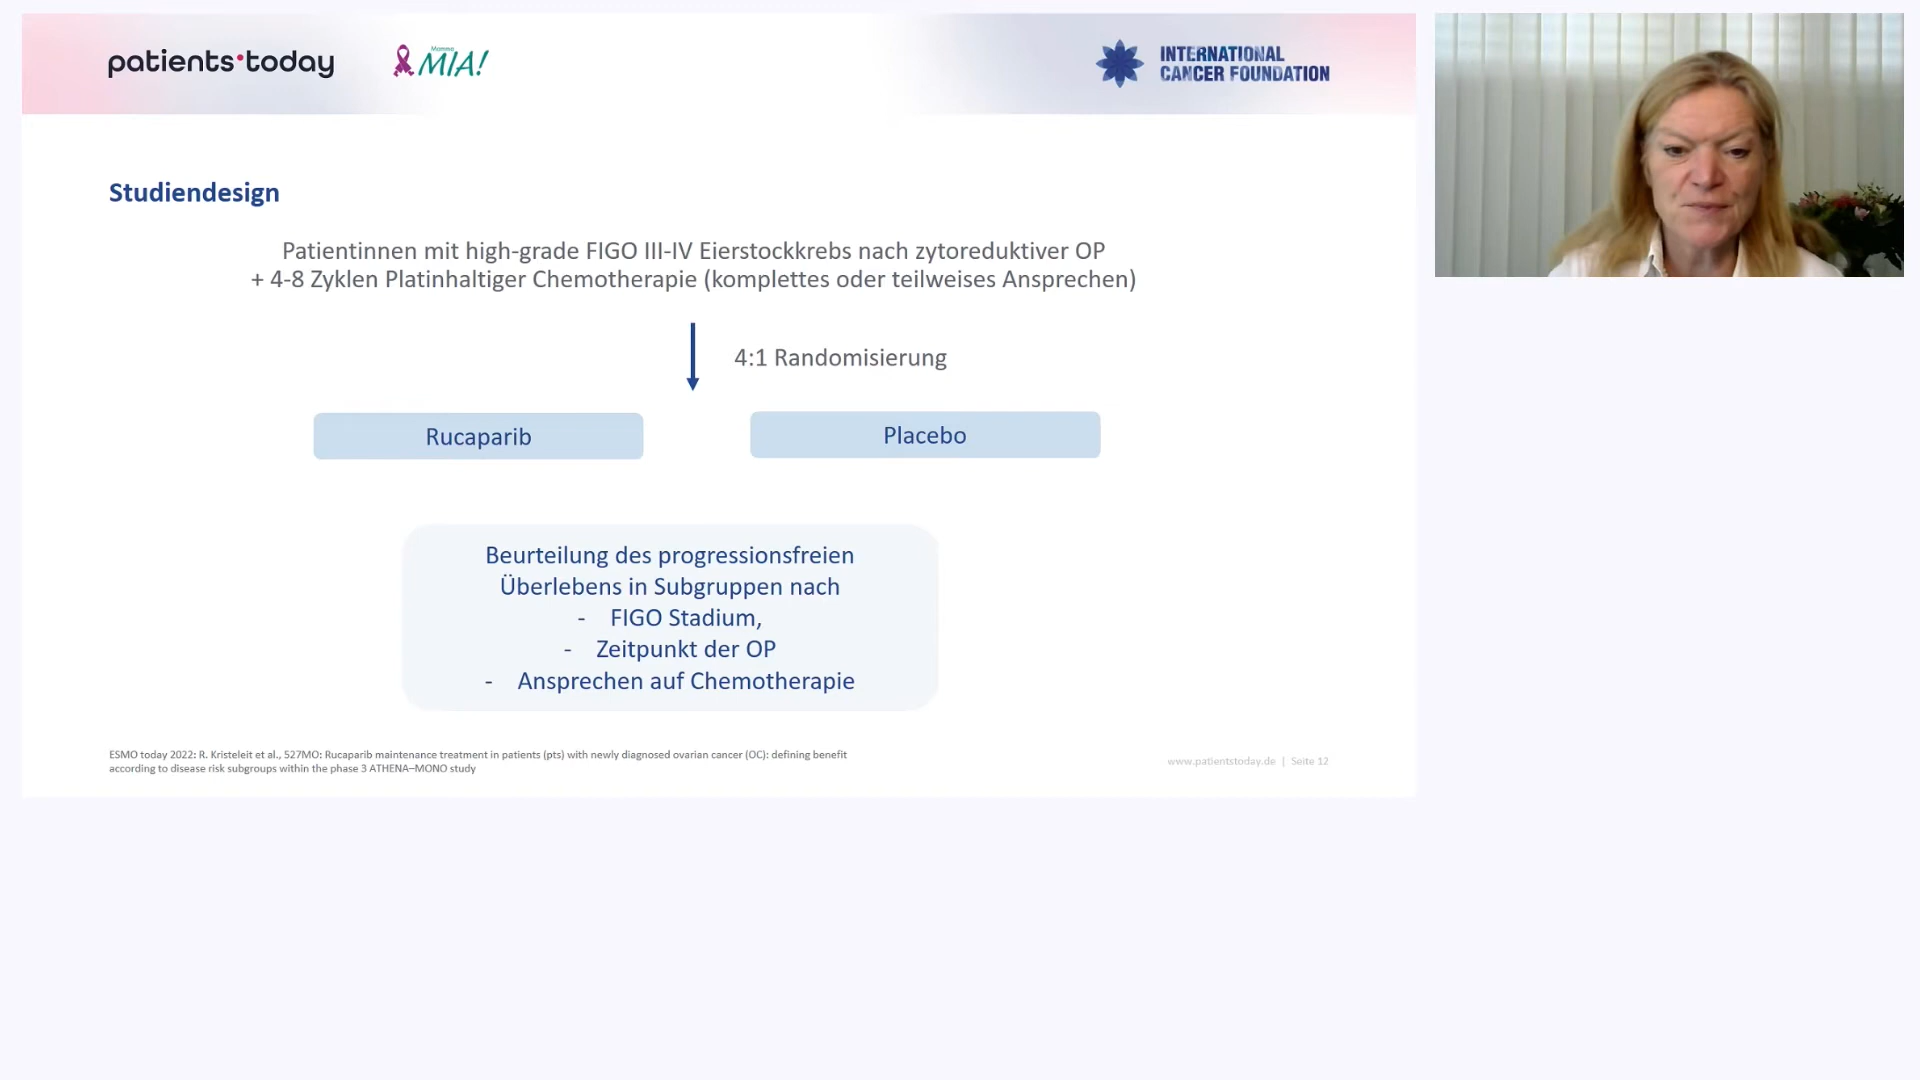 patients·today
Mamma
MIA!
INTERNATIONAL
CANCER FOUNDATION
Studiendesign
Patientinnen mit high-grade FIGO III-IV Eierstockkrebs nach zytoreduktiver OP
+ 4-8 Zyklen Platinhaltiger Chemotherapie (komplettes oder teilweises Ansprechen)
4:1 Randomisierung
Rucaparib
Placebo
Beurteilung des progressionsfreien
Überlebens in Subgruppen nach
- FIGO Stadium,
- Zeitpunkt der OP
- Ansprechen auf Chemotherapie
ESMO today 2022: R. Kristeleit et al., 527MO: Rucaparib maintenance treatment in patients (pts) with newly diagnosed ovarian cancer (OC): defining benefit
according to disease risk subgroups within the phase 3 ATHENA–MONO study
www.patientstoday.de | Seite 12